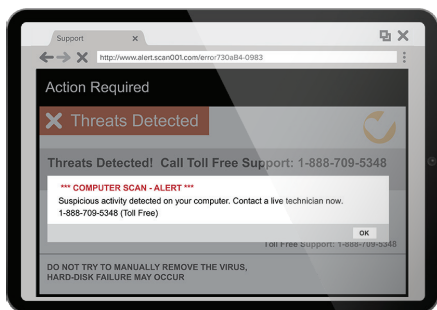 Support
http://www.alert.scan001.com/error730aB4-0983
Action Required
Threats Detected
Threats Detected! Call Toll Free Support: 1-888-709-5348
*** COMPUTER SCAN - ALERT ***
Suspicious activity detected on your computer. Contact a live technician now.
1-888-709-5348 (Toll Free)
OK
Toll Free Support: 1-888-709-5348
DO NOT TRY TO MANUALLY REMOVE THE VIRUS,
HARD-DISK FAILURE MAY OCCUR